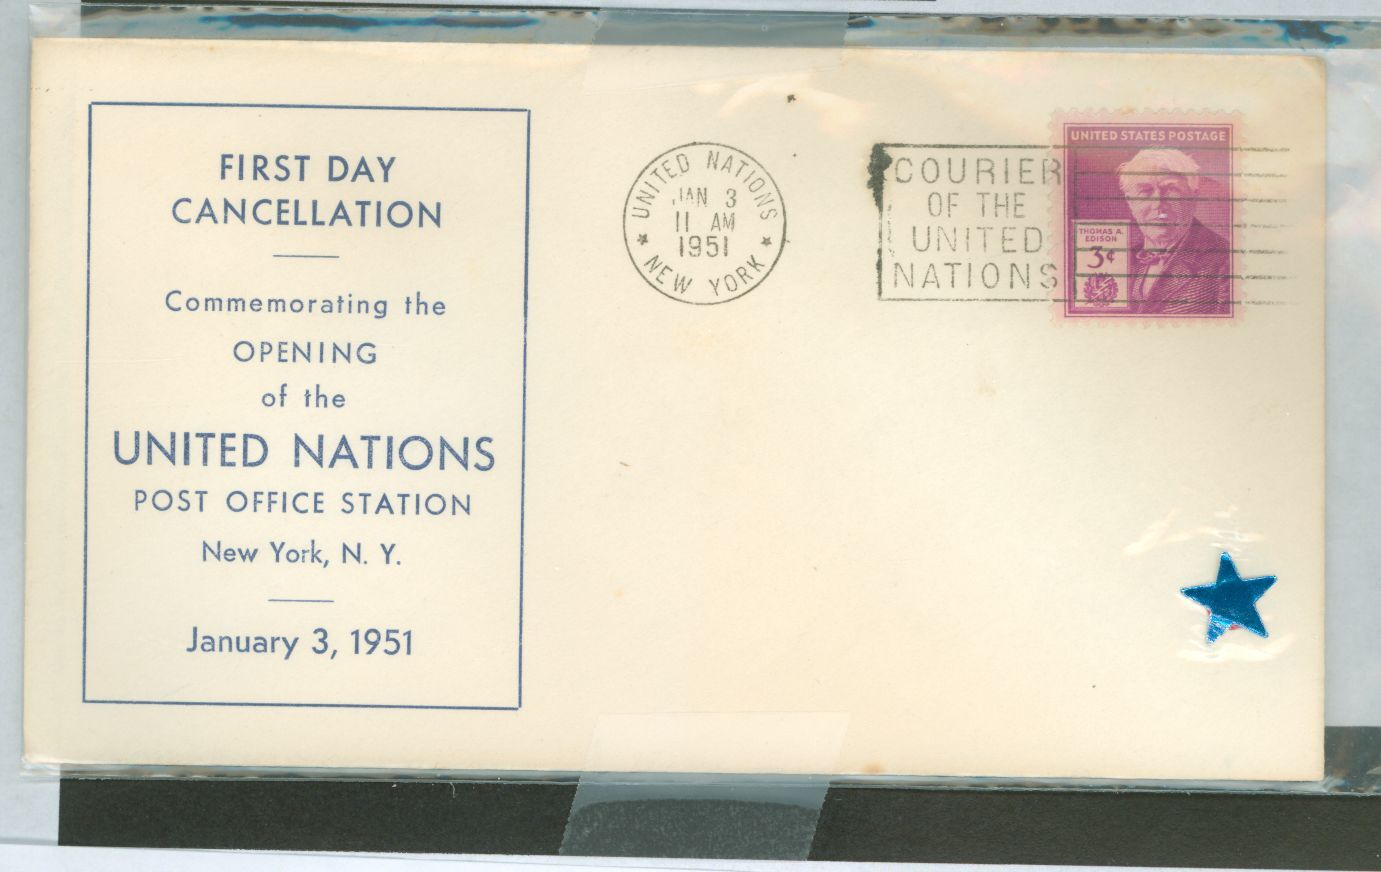 FIRST DAY
CANCELLATION
Commemorating the
OPENING
of the
UNITED NATIONS
POST OFFICE STATION
New York, N. Y.
January 3, 1951
UNITED NATIONS
JAN 3
11 AM
1951
NEW YORK
COURIER
OF THE
UNITED
NATIONS
UNITED STATES POSTAGE
THOMAS A.
EDISON
3¢